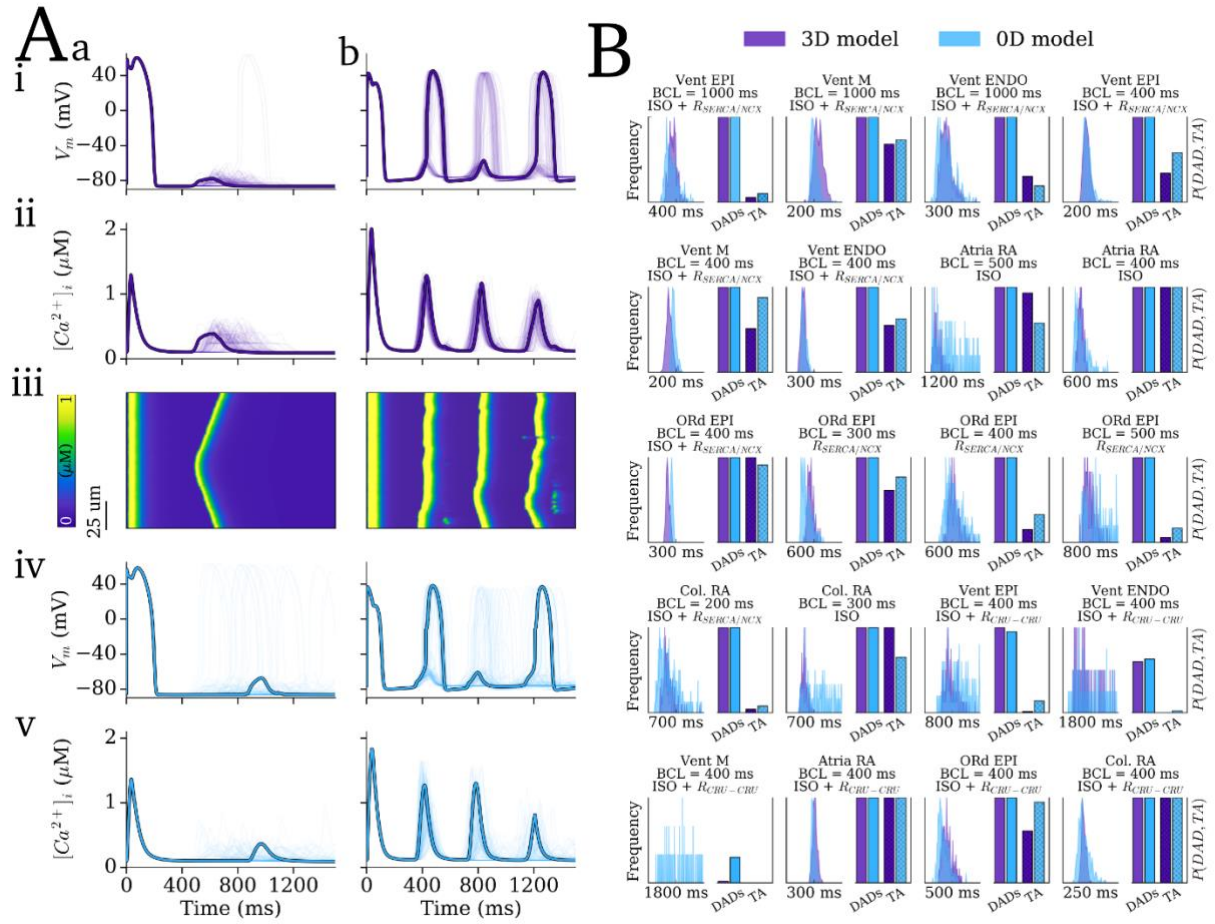 A
a
b
i
40
0
−40
−80
V_m (mV)
ii
2
1
0
[Ca²⁺]_i (μM)
iii
0 (μM) 1
25 um
iv
40
0
−40
−80
V_m (mV)
v
2
1
0
[Ca²⁺]_i (μM)
0 400 800 1200
0 400 800 1200
Time (ms)
Time (ms)
B
3D model
0D model
Vent EPI
BCL = 1000 ms
ISO + R_SERCA/NCX
Frequency
400 ms
DADs TA
Vent M
BCL = 1000 ms
ISO + R_SERCA/NCX
200 ms
DADs TA
Vent ENDO
BCL = 1000 ms
ISO + R_SERCA/NCX
300 ms
DADs TA
Vent EPI
BCL = 400 ms
ISO + R_SERCA/NCX
200 ms
DADs TA
P(DAD, TA)
Vent M
BCL = 400 ms
ISO + R_SERCA/NCX
Frequency
200 ms
DADs TA
Vent ENDO
BCL = 400 ms
ISO + R_SERCA/NCX
300 ms
DADs TA
Atria RA
BCL = 500 ms
ISO
1200 ms
DADs TA
Atria RA
BCL = 400 ms
ISO
600 ms
DADs TA
P(DAD, TA)
ORd EPI
BCL = 400 ms
ISO + R_SERCA/NCX
Frequency
300 ms
DADs TA
ORd EPI
BCL = 300 ms
R_SERCA/NCX
600 ms
DADs TA
ORd EPI
BCL = 400 ms
R_SERCA/NCX
600 ms
DADs TA
ORd EPI
BCL = 500 ms
R_SERCA/NCX
800 ms
DADs TA
P(DAD, TA)
Col. RA
BCL = 200 ms
ISO + R_SERCA/NCX
Frequency
700 ms
DADs TA
Col. RA
BCL = 300 ms
ISO
700 ms
DADs TA
Vent EPI
BCL = 400 ms
ISO + R_CRU−CRU
800 ms
DADs TA
Vent ENDO
BCL = 400 ms
ISO + R_CRU−CRU
1800 ms
DADs TA
P(DAD, TA)
Vent M
BCL = 400 ms
ISO + R_CRU−CRU
Frequency
1800 ms
DADs TA
Atria RA
BCL = 400 ms
ISO + R_CRU−CRU
300 ms
DADs TA
ORd EPI
BCL = 400 ms
ISO + R_CRU−CRU
500 ms
DADs TA
Col. RA
BCL = 400 ms
ISO + R_CRU−CRU
250 ms
DADs TA
P(DAD, TA)